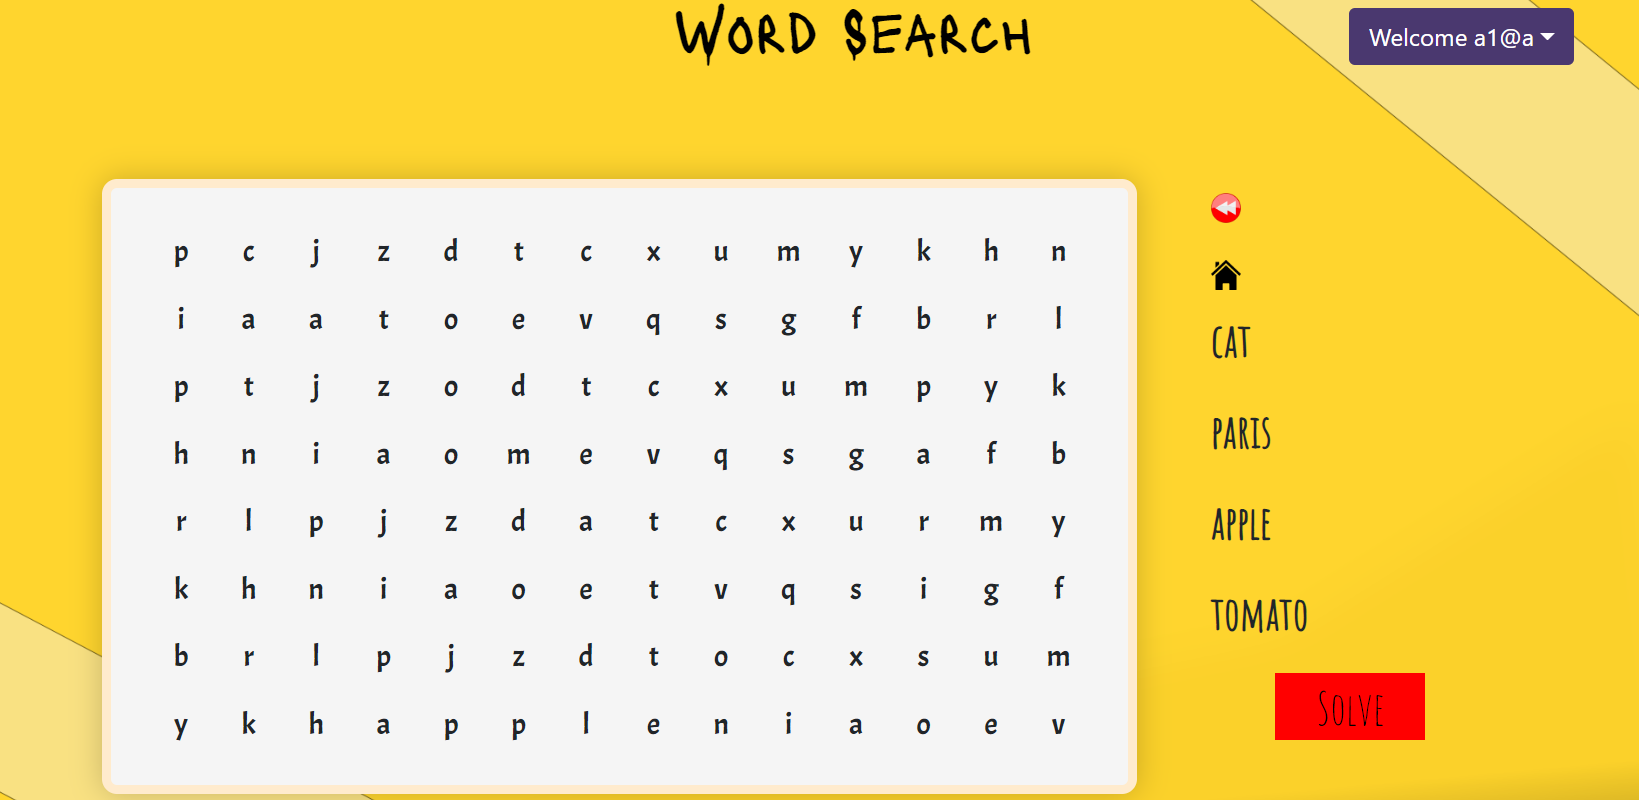 WORD SEARCH
Welcome a1@a
p c j z d t c x u m y k h n
i a a t o e v q s g f b r l
p t j z o d t c x u m p y k
h n i a o m e v q s g a f b
r l p j z d a t c x u r m y
k h n i a o e t v q s i g f
b r l p j z d t o c x s u m
y k h a p p l e n i a o e v
CAT
PARIS
APPLE
TOMATO
SOLVE